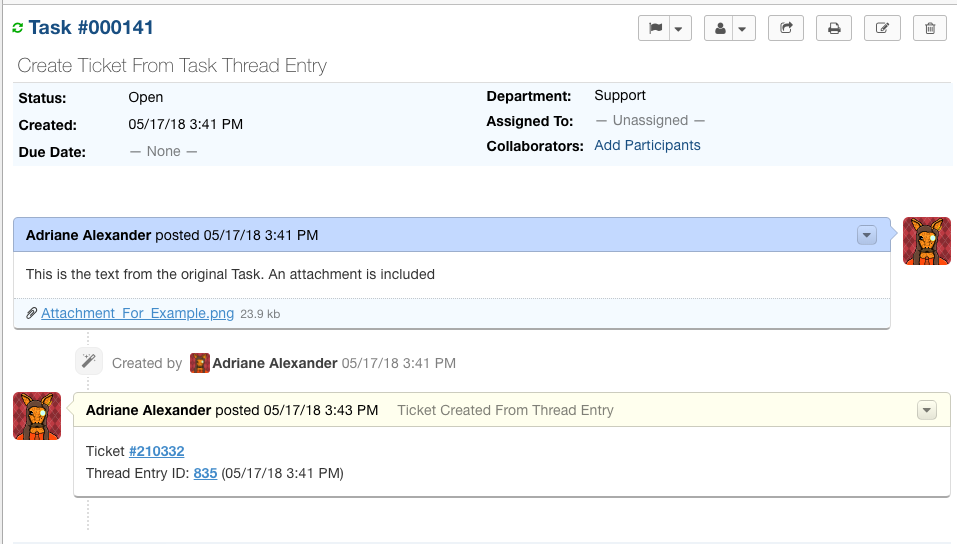 Task #000141
Create Ticket From Task Thread Entry
Status: Open
Department: Support
Created: 05/17/18 3:41 PM
Assigned To: — Unassigned —
Due Date: — None —
Collaborators: Add Participants
Adriane Alexander posted 05/17/18 3:41 PM
This is the text from the original Task. An attachment is included
Attachment_For_Example.png 23.9 kb
Created by Adriane Alexander 05/17/18 3:41 PM
Adriane Alexander posted 05/17/18 3:43 PM Ticket Created From Thread Entry
Ticket #210332
Thread Entry ID: 835 (05/17/18 3:41 PM)